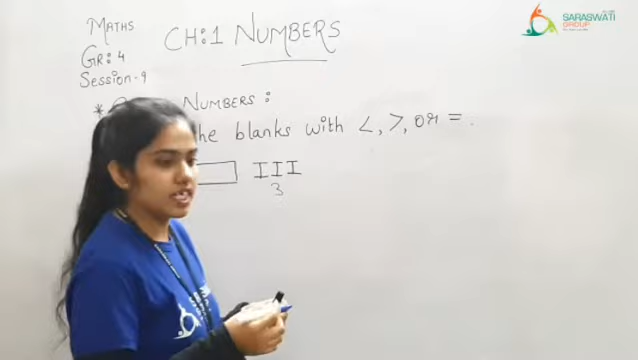 MATHS
GR: 4
Session-9
CH:1 NUMBERS
SARASWATI
GROUP
* NUMBERS:
the blanks with <, >, or =.
III
3